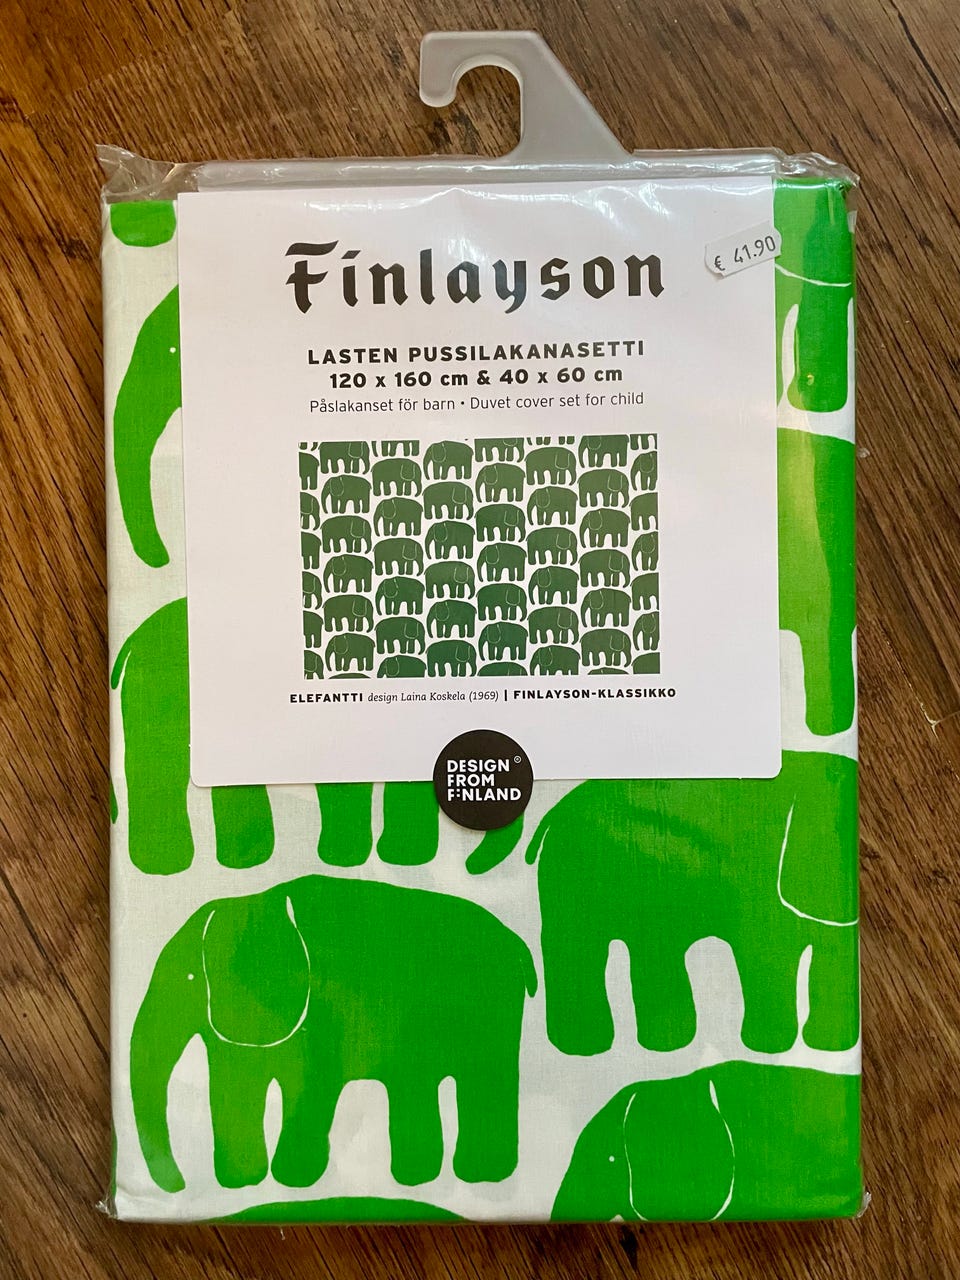 Finlayson
€ 41.90
LASTEN PUSSILAKANASETTI
120 x 160 cm & 40 x 60 cm
Påslakanset för barn • Duvet cover set for child
ELEFANTTI design Laina Koskela (1969) | FINLAYSON-KLASSIKKO
DESIGN ®
FROM
FINLAND